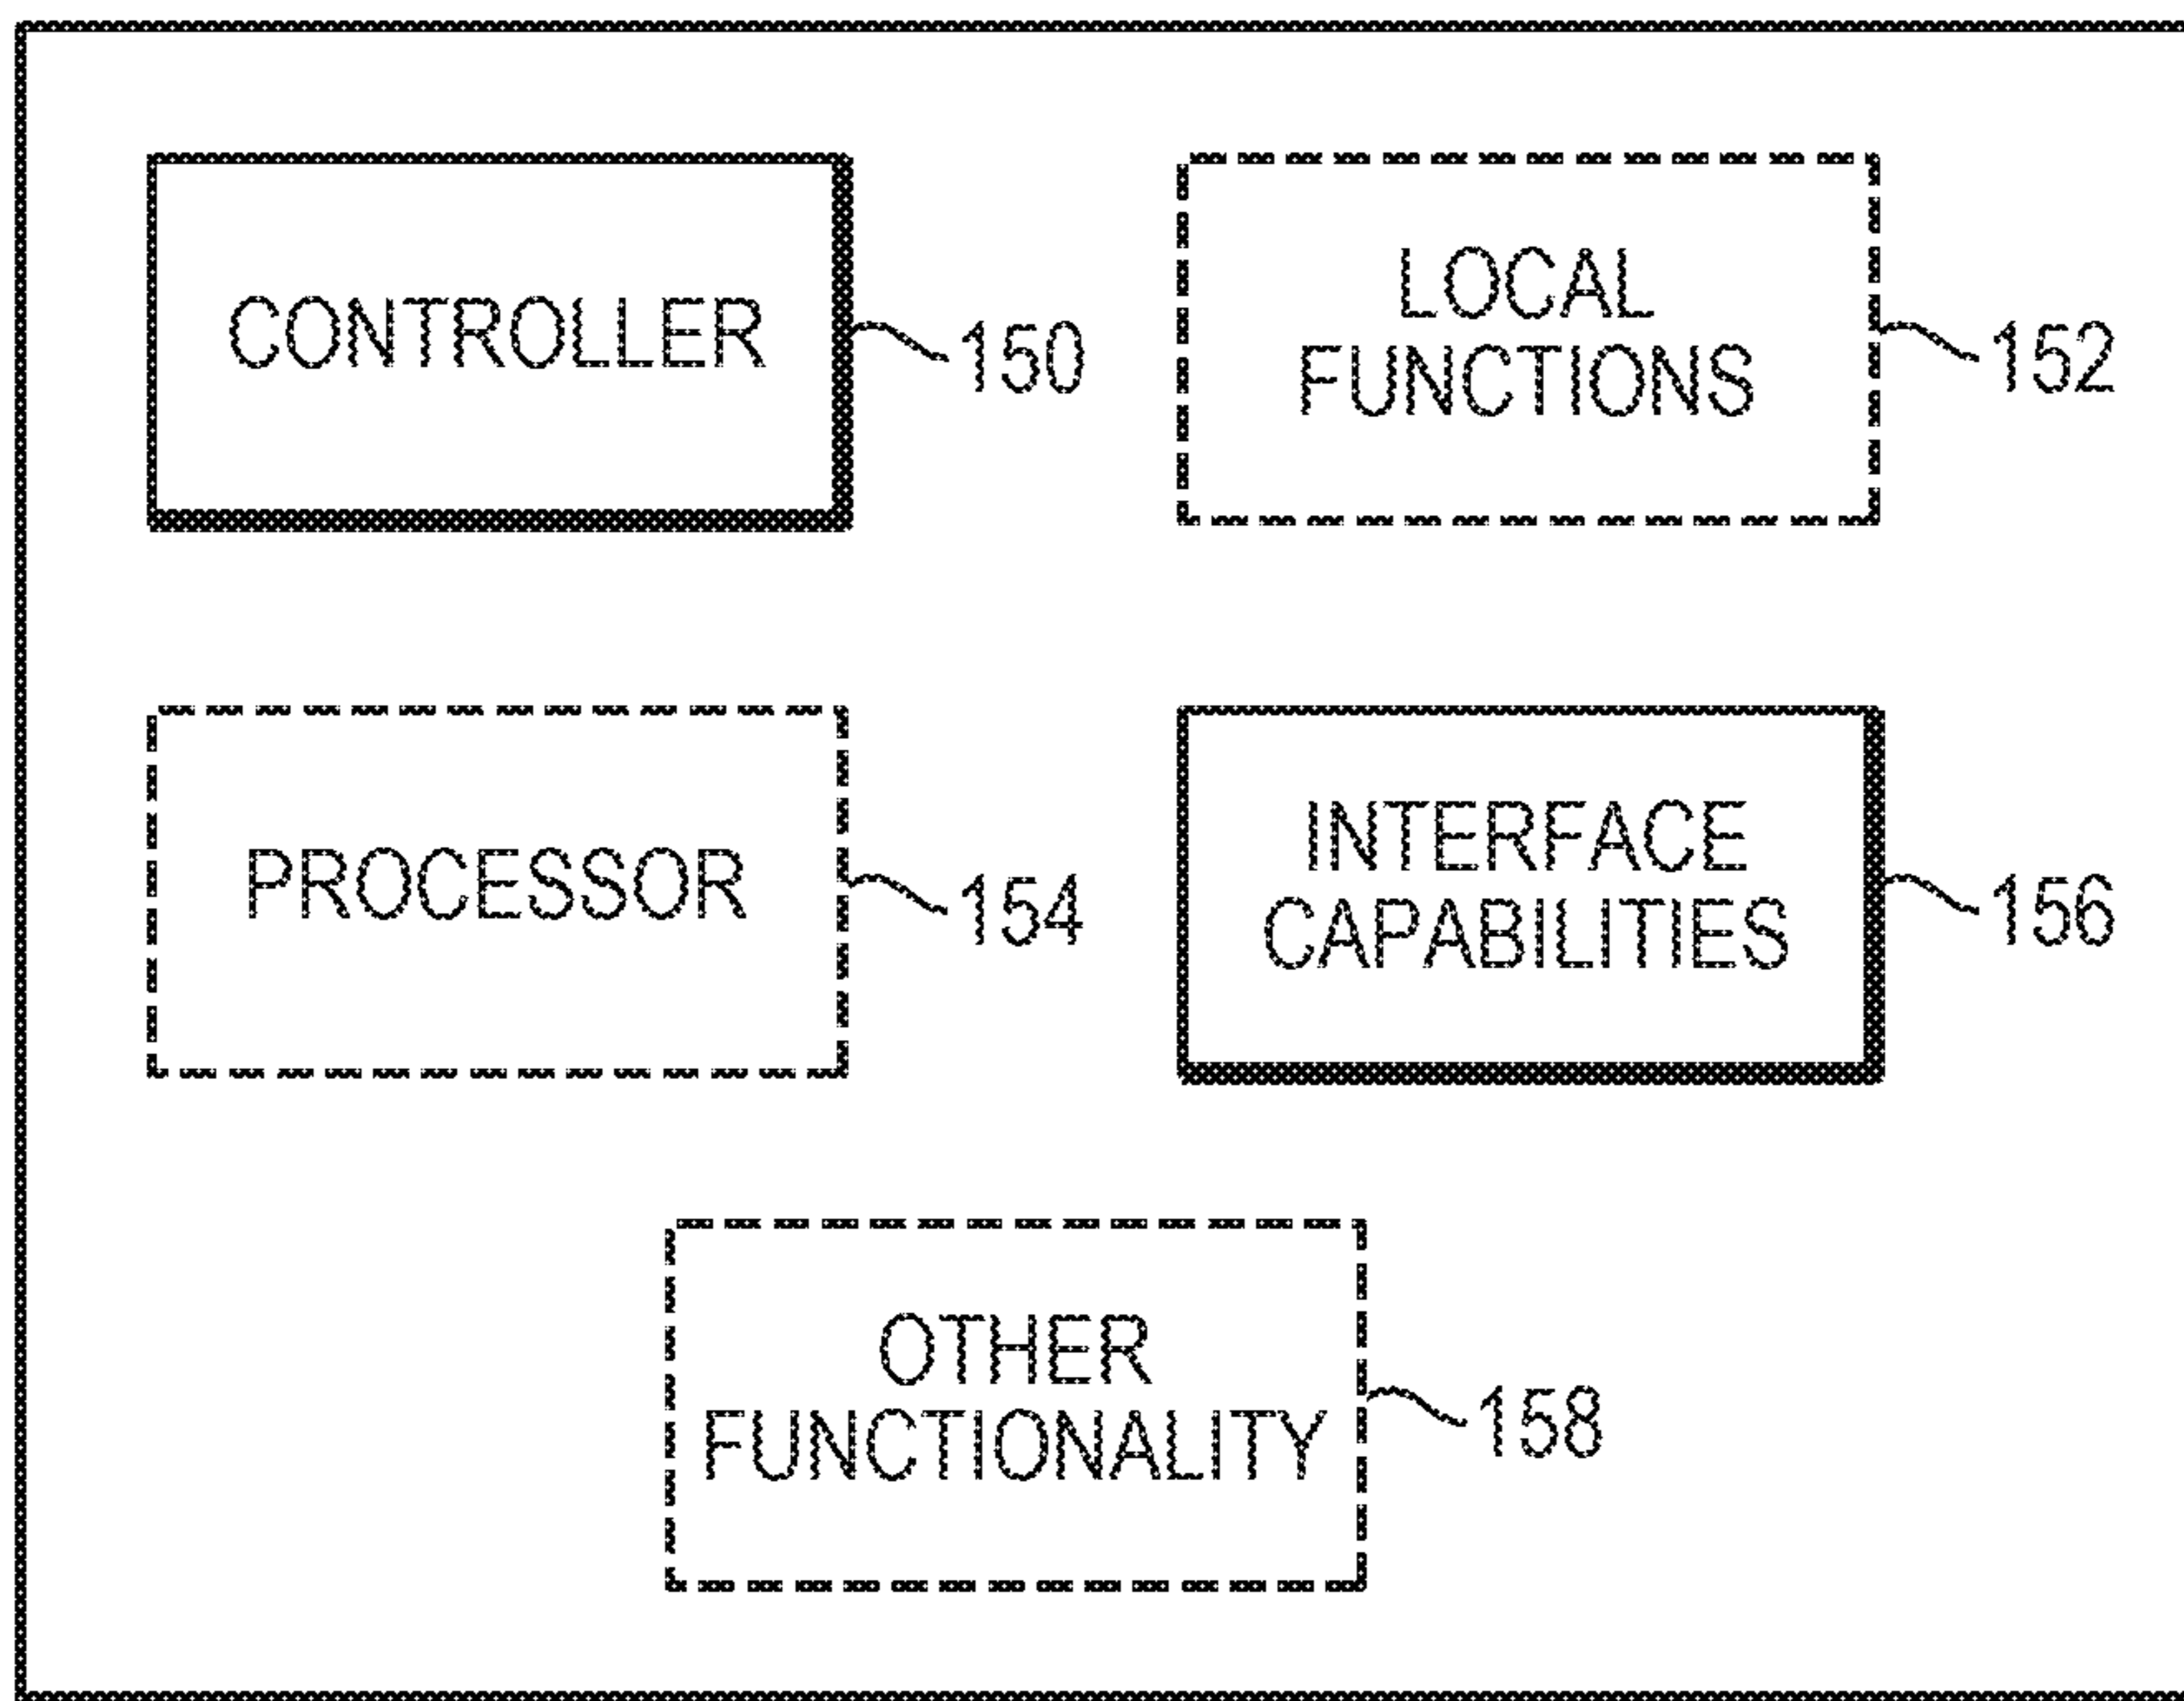 CONTROLLER
150
LOCAL
FUNCTIONS
152
PROCESSOR
154
INTERFACE
CAPABILITIES
156
OTHER
FUNCTIONALITY
158